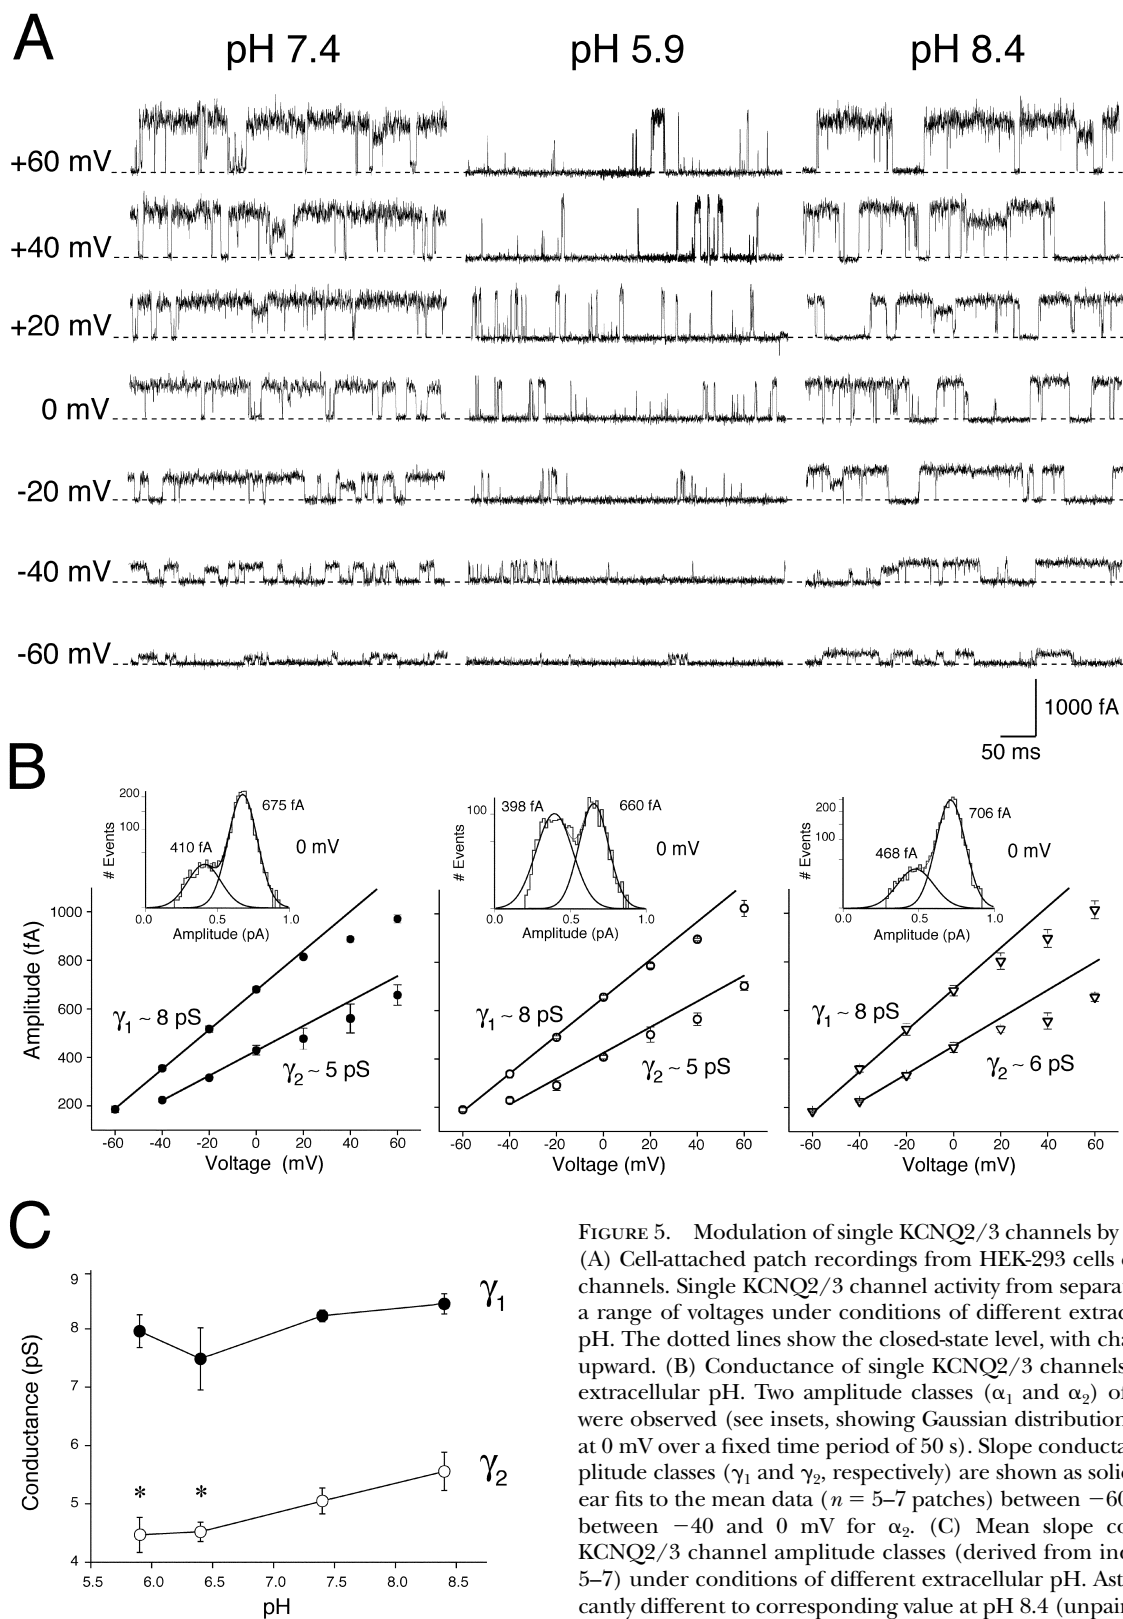 A
pH 7.4
pH 5.9
pH 8.4
+60 mV
+40 mV
+20 mV
0 mV
-20 mV
-40 mV
-60 mV
1000 fA
50 ms
B
200
100
# Events
410 fA
675 fA
0 mV
0.0
0.5
1.0
Amplitude (pA)
100
# Events
398 fA
660 fA
0 mV
0.0
0.5
1.0
Amplitude (pA)
200
100
# Events
468 fA
706 fA
0 mV
0.0
0.5
1.0
Amplitude (pA)
1000
800
600
400
200
Amplitude (fA)
γ1 ~ 8 pS
γ2 ~ 5 pS
-60 -40 -20 0 20 40 60
Voltage (mV)
γ1 ~ 8 pS
γ2 ~ 5 pS
-60 -40 -20 0 20 40 60
Voltage (mV)
γ1 ~ 8 pS
γ2 ~ 6 pS
-60 -40 -20 0 20 40 60
Voltage (mV)
C
9
8
7
6
5
4
Conductance (pS)
γ1
γ2
* *
5.5 6.0 6.5 7.0 7.5 8.0 8.5
pH
FIGURE 5. Modulation of single KCNQ2/3 channels by
(A) Cell-attached patch recordings from HEK-293 cells
channels. Single KCNQ2/3 channel activity from separa
a range of voltages under conditions of different extrac
pH. The dotted lines show the closed-state level, with cha
upward. (B) Conductance of single KCNQ2/3 channels
extracellular pH. Two amplitude classes (α1 and α2) of
were observed (see insets, showing Gaussian distribution
at 0 mV over a fixed time period of 50 s). Slope conducta
plitude classes (γ1 and γ2, respectively) are shown as solid
ear fits to the mean data (n = 5–7 patches) between −60
between −40 and 0 mV for α2. (C) Mean slope co
KCNQ2/3 channel amplitude classes (derived from ind
5–7) under conditions of different extracellular pH. Ast
cantly different to corresponding value at pH 8.4 (unpair